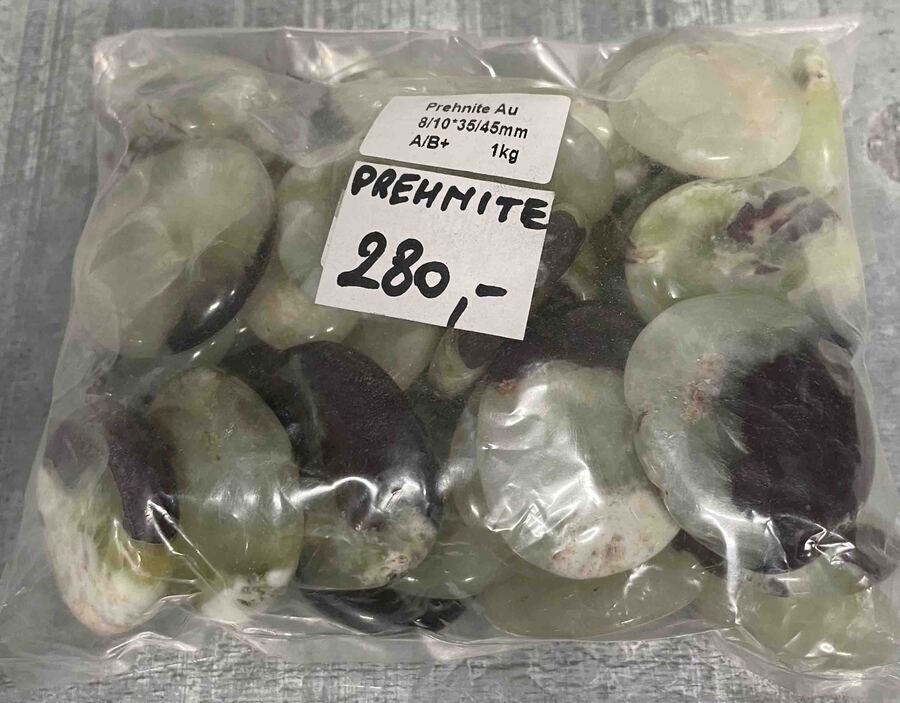 Prehnite Au
8/10*35/45mm
A/B+ 1kg
PREHNITE
280,-